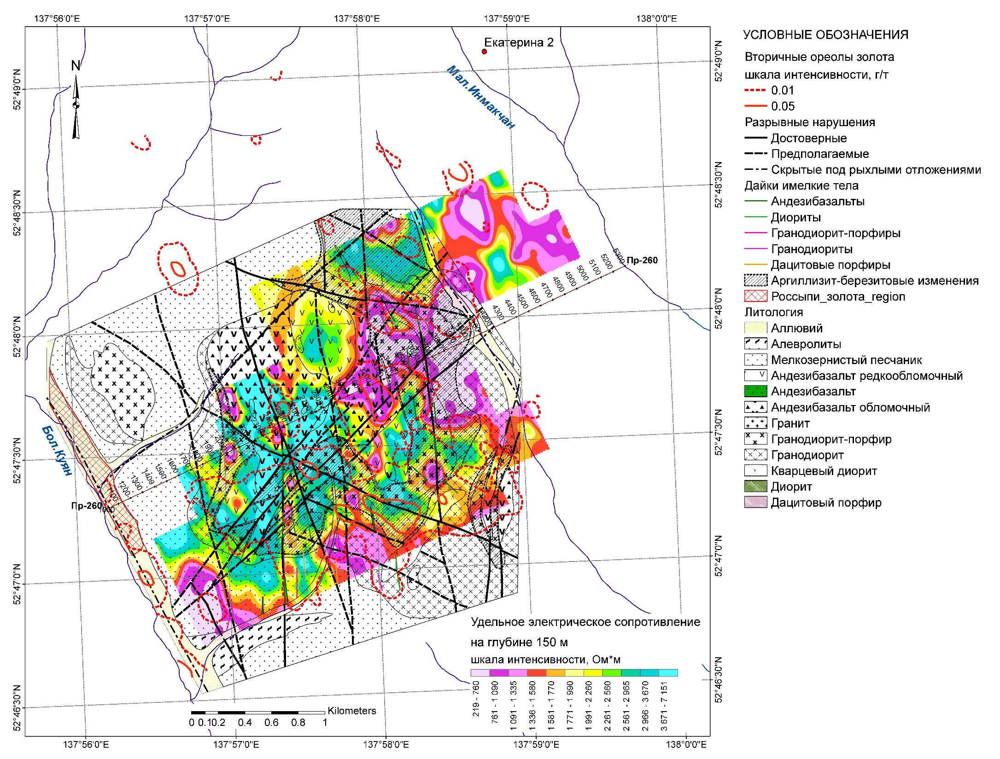 137°56'0"E
137°57'0"E
137°58'0"E
137°59'0"E
138°0'0"E
Екатерина 2
N
Мал.Инмакчан
52°49'0"N
52°48'30"N
52°48'0"N
52°47'30"N
52°47'0"N
52°46'30"N
52°49'0"N
52°48'30"N
52°48'0"N
52°47'30"N
52°47'0"N
52°46'30"N
Бол.Куян
Пр-260
1100
1200
1300
1400
1500
1600
1700
1900
4200
4300
4400
4500
4600
4700
4800
4900
5000
5100
5200
5300
Пр-260
УСЛОВНЫЕ ОБОЗНАЧЕНИЯ
Вторичные ореолы золота
шкала интенсивности, г/т
0.01
0.05
Разрывные нарушения
Достоверные
Предполагаемые
Скрытые под рыхлыми отложениями
Дайки имелкие тела
Андезибазальты
Диориты
Гранодиорит-порфиры
Гранодиориты
Дацитовые порфиры
Аргиллизит-березитовые изменения
Россыпи_золота_region
Литология
Аллювий
Алевролиты
Мелкозернистый песчаник
Андезибазальт редкообломочный
Андезибазальт
Андезибазальт обломочный
Гранит
Гранодиорит-порфир
Гранодиорит
Кварцевый диорит
Диорит
Дацитовый порфир
Удельное электрическое сопротивление
на глубине 150 м
шкала интенсивности, Ом*м
219 - 760
761 - 1 090
1 091 - 1 335
1 336 - 1 580
1 581 - 1 770
1 771 - 1 990
1 991 - 2 260
2 261 - 2 560
2 561 - 2 965
2 966 - 3 670
3 671 - 7 151
Kilometers
0 0.1 0.2 0.4 0.6 0.8 1
137°56'0"E
137°57'0"E
137°58'0"E
137°59'0"E
138°0'0"E